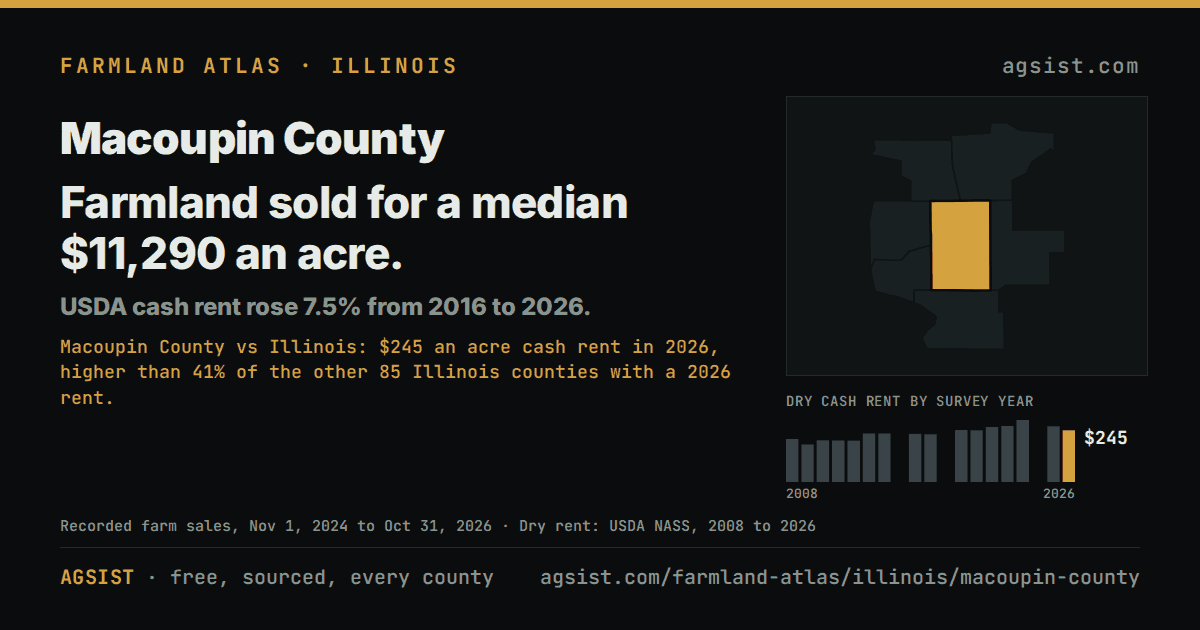 FARMLAND ATLAS · ILLINOIS
agsist.com
Macoupin County
Farmland sold for a median
$11,290 an acre.
USDA cash rent rose 7.5% from 2016 to 2026.
Macoupin County vs Illinois: $245 an acre cash rent in 2026,
higher than 41% of the other 85 Illinois counties with a 2026
rent.
DRY CASH RENT BY SURVEY YEAR
$245
2008
2026
Recorded farm sales, Nov 1, 2024 to Oct 31, 2026 · Dry rent: USDA NASS, 2008 to 2026
AGSIST · free, sourced, every county
agsist.com/farmland-atlas/illinois/macoupin-county